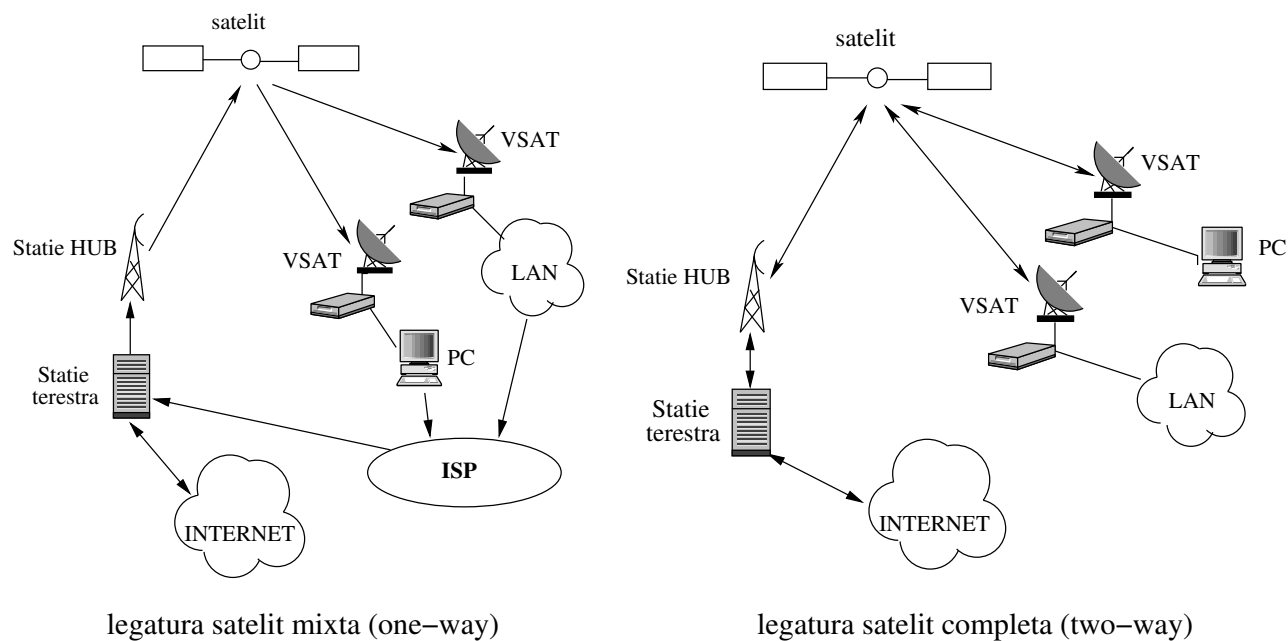 satelit
VSAT
Statie HUB
VSAT
LAN
PC
Statie
terestra
ISP
INTERNET
legatura satelit mixta (one−way)
satelit
VSAT
Statie HUB
PC
VSAT
LAN
Statie
terestra
INTERNET
legatura satelit completa (two−way)